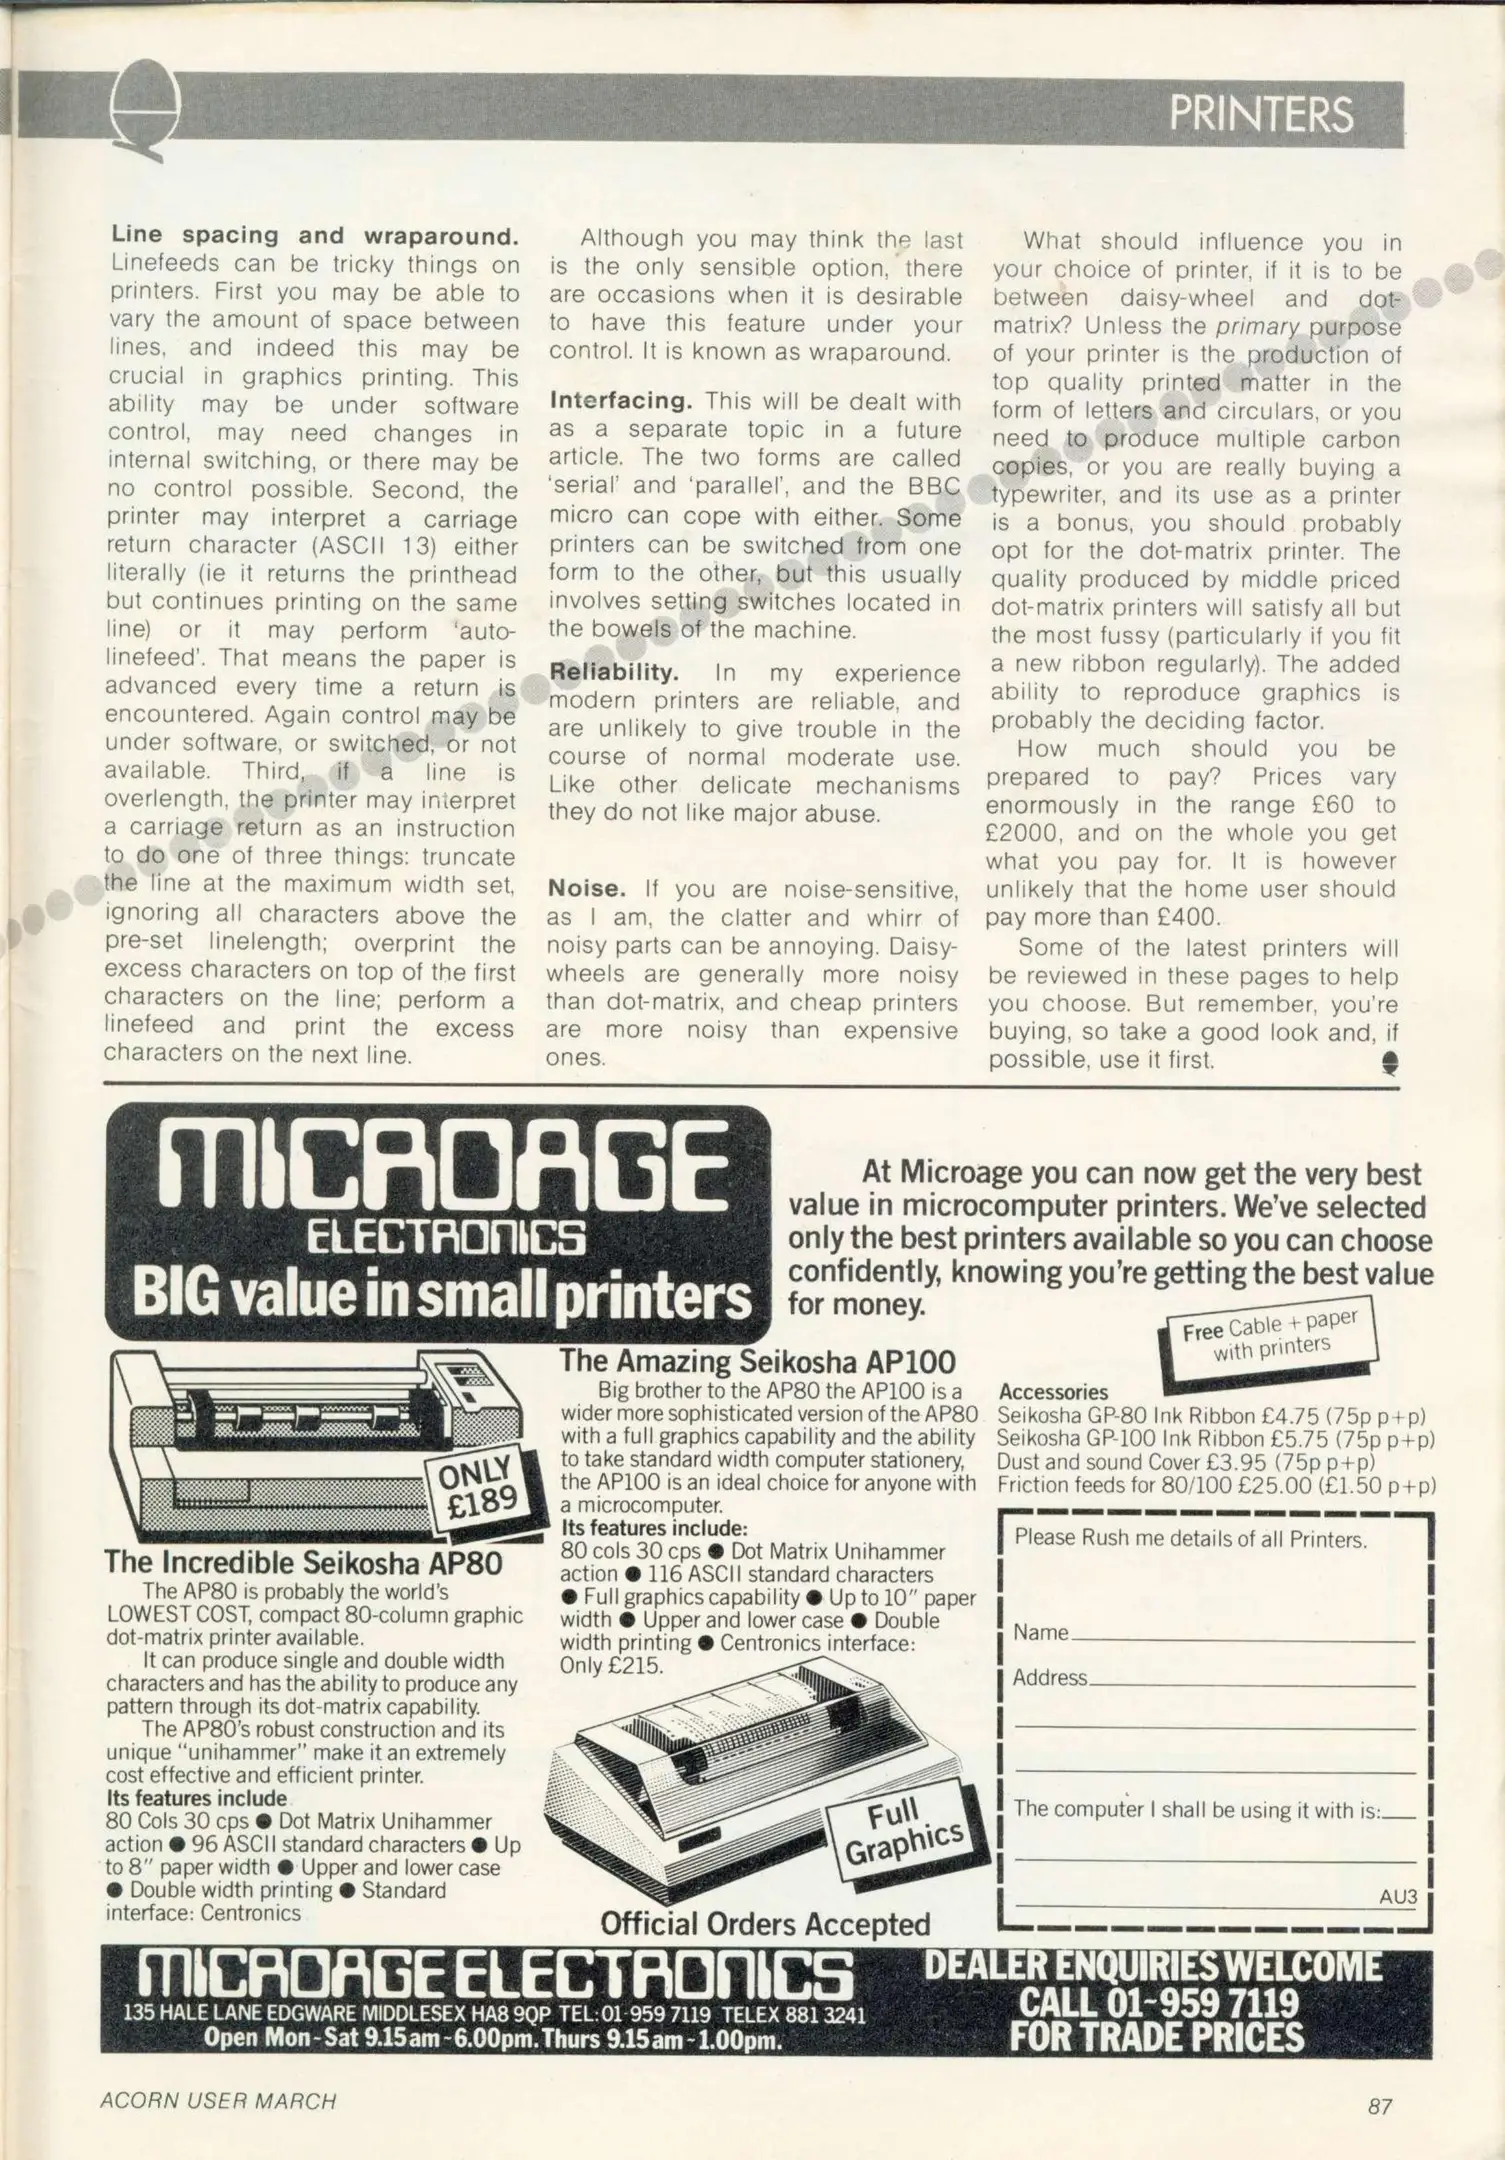 PRINTERS
Line spacing and wraparound.
Linefeeds can be tricky things on
printers. First you may be able to
vary the amount of space between
lines, and indeed this may be
crucial in graphics printing. This
ability may be under software
control, may need changes in
internal switching, or there may be
no control possible. Second, the
printer may interpret a carriage
return character (ASCII 13) either
literally (ie it returns the printhead
but continues printing on the same
line) or it may perform 'auto-
linefeed'. That means the paper is
advanced every time a return is
encountered. Again control may be
under software, or switched, or not
available. Third, if a line is
overlength, the printer may interpret
a carriage return as an instruction
to do one of three things: truncate
the line at the maximum width set,
ignoring all characters above the
pre-set linelength; overprint the
excess characters on top of the first
characters on the line; perform a
linefeed and print the excess
characters on the next line.
Although you may think the last
is the only sensible option, there
are occasions when it is desirable
to have this feature under your
control. It is known as wraparound.
Interfacing. This will be dealt with
as a separate topic in a future
article. The two forms are called
'serial' and 'parallel', and the BBC
micro can cope with either. Some
printers can be switched from one
form to the other, but this usually
involves setting switches located in
the bowels of the machine.
Reliability. In my experience
modern printers are reliable, and
are unlikely to give trouble in the
course of normal moderate use.
Like other delicate mechanisms
they do not like major abuse.
Noise. If you are noise-sensitive,
as I am, the clatter and whirr of
noisy parts can be annoying. Daisy-
wheels are generally more noisy
than dot-matrix, and cheap printers
are more noisy than expensive
ones.
What should influence you in
your choice of printer, if it is to be
between daisy-wheel and dot-
matrix? Unless the primary purpose
of your printer is the production of
top quality printed matter in the
form of letters and circulars, or you
need to produce multiple carbon
copies, or you are really buying a
typewriter, and its use as a printer
is a bonus, you should probably
opt for the dot-matrix printer. The
quality produced by middle priced
dot-matrix printers will satisfy all but
the most fussy (particularly if you fit
a new ribbon regularly). The added
ability to reproduce graphics is
probably the deciding factor.
How much should you be
prepared to pay? Prices vary
enormously in the range £60 to
£2000, and on the whole you get
what you pay for. It is however
unlikely that the home user should
pay more than £400.
Some of the latest printers will
be reviewed in these pages to help
you choose. But remember, you're
buying, so take a good look and, if
possible, use it first.
MICROAGE
ELECTRONICS
BIG value in small printers
At Microage you can now get the very best
value in microcomputer printers. We've selected
only the best printers available so you can choose
confidently, knowing you're getting the best value
for money.
Free Cable + paper
with printers
ONLY
£189
The Incredible Seikosha AP80
The AP80 is probably the world's
LOWEST COST, compact 80-column graphic
dot-matrix printer available.
It can produce single and double width
characters and has the ability to produce any
pattern through its dot-matrix capability.
The AP80's robust construction and its
unique "unihammer" make it an extremely
cost effective and efficient printer.
Its features include
80 Cols 30 cps ● Dot Matrix Unihammer
action ● 96 ASCII standard characters ● Up
to 8" paper width ● Upper and lower case
● Double width printing ● Standard
interface: Centronics
The Amazing Seikosha AP100
Big brother to the AP80 the AP100 is a
wider more sophisticated version of the AP80
with a full graphics capability and the ability
to take standard width computer stationery,
the AP100 is an ideal choice for anyone with
a microcomputer.
Its features include:
80 cols 30 cps ● Dot Matrix Unihammer
action ● 116 ASCII standard characters
● Full graphics capability ● Up to 10" paper
width ● Upper and lower case ● Double
width printing ● Centronics interface:
Only £215.
Full
Graphics
Official Orders Accepted
Accessories
Seikosha GP-80 Ink Ribbon £4.75 (75p p+p)
Seikosha GP-100 Ink Ribbon £5.75 (75p p+p)
Dust and sound Cover £3.95 (75p p+p)
Friction feeds for 80/100 £25.00 (£1.50 p+p)
Please Rush me details of all Printers.
Name
Address
The computer I shall be using it with is:
AU3
MICROAGE ELECTRONICS
135 HALE LANE EDGWARE MIDDLESEX HA8 9QP TEL: 01-959 7119 TELEX 881 3241
Open Mon-Sat 9.15am-6.00pm. Thurs 9.15am-1.00pm.
DEALER ENQUIRIES WELCOME
CALL 01-959 7119
FOR TRADE PRICES
ACORN USER MARCH
87